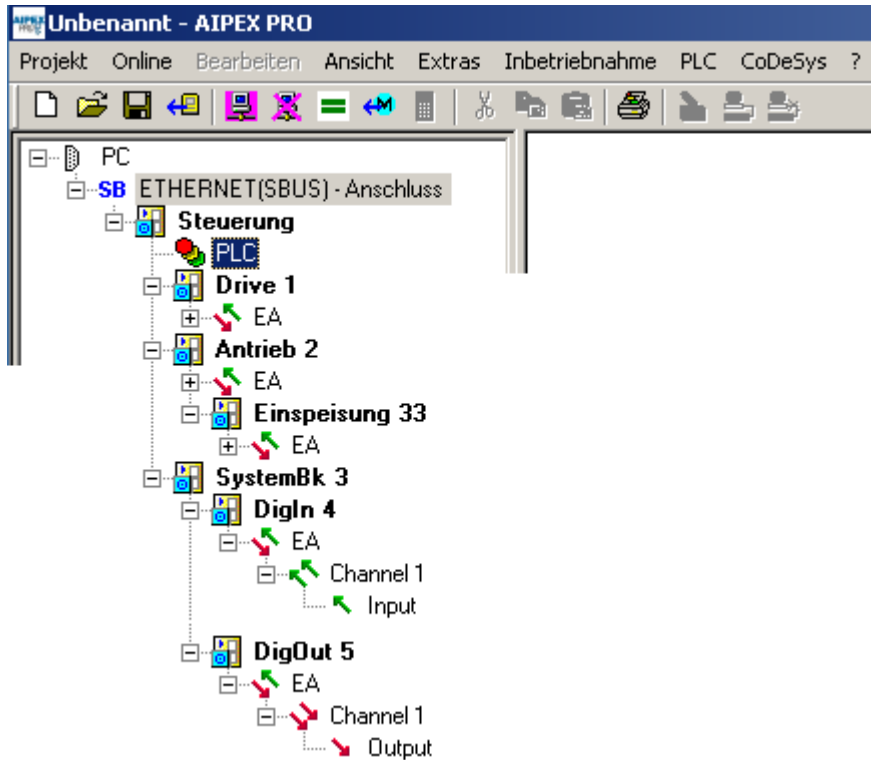 Unbenannt - AIPEX PRO
Projekt Online Bearbeiten Ansicht Extras Inbetriebnahme PLC CoDeSys ?
PC
SB ETHERNET(SBUS) - Anschluss
Steuerung
PLC
Drive 1
EA
Antrieb 2
EA
Einspeisung 33
EA
SystemBk 3
DigIn 4
EA
Channel 1
Input
DigOut 5
EA
Channel 1
Output